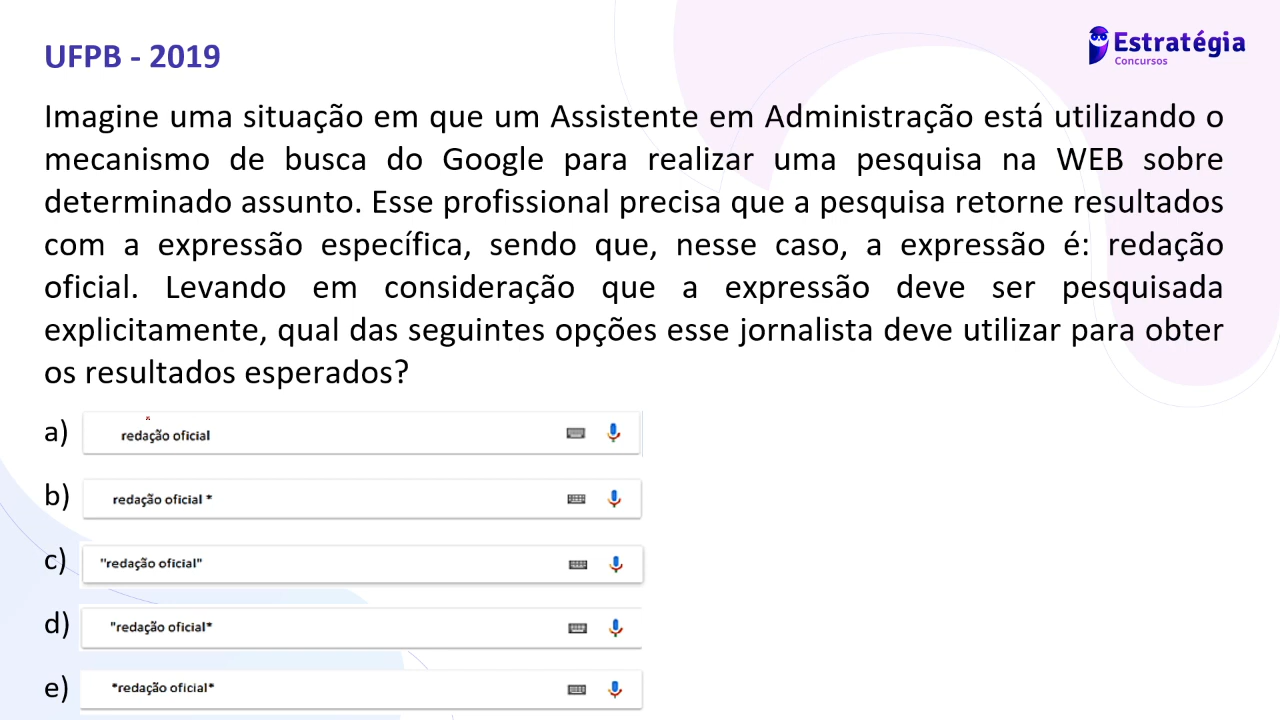 UFPB - 2019
Estratégia
Concursos
Imagine uma situação em que um Assistente em Administração está utilizando o
mecanismo de busca do Google para realizar uma pesquisa na WEB sobre
determinado assunto. Esse profissional precisa que a pesquisa retorne resultados
com a expressão específica, sendo que, nesse caso, a expressão é: redação
oficial. Levando em consideração que a expressão deve ser pesquisada
explicitamente, qual das seguintes opções esse jornalista deve utilizar para obter
os resultados esperados?
a) redação oficial
b) redação oficial *
c) "redação oficial"
d) "redação oficial*
e) *redação oficial*